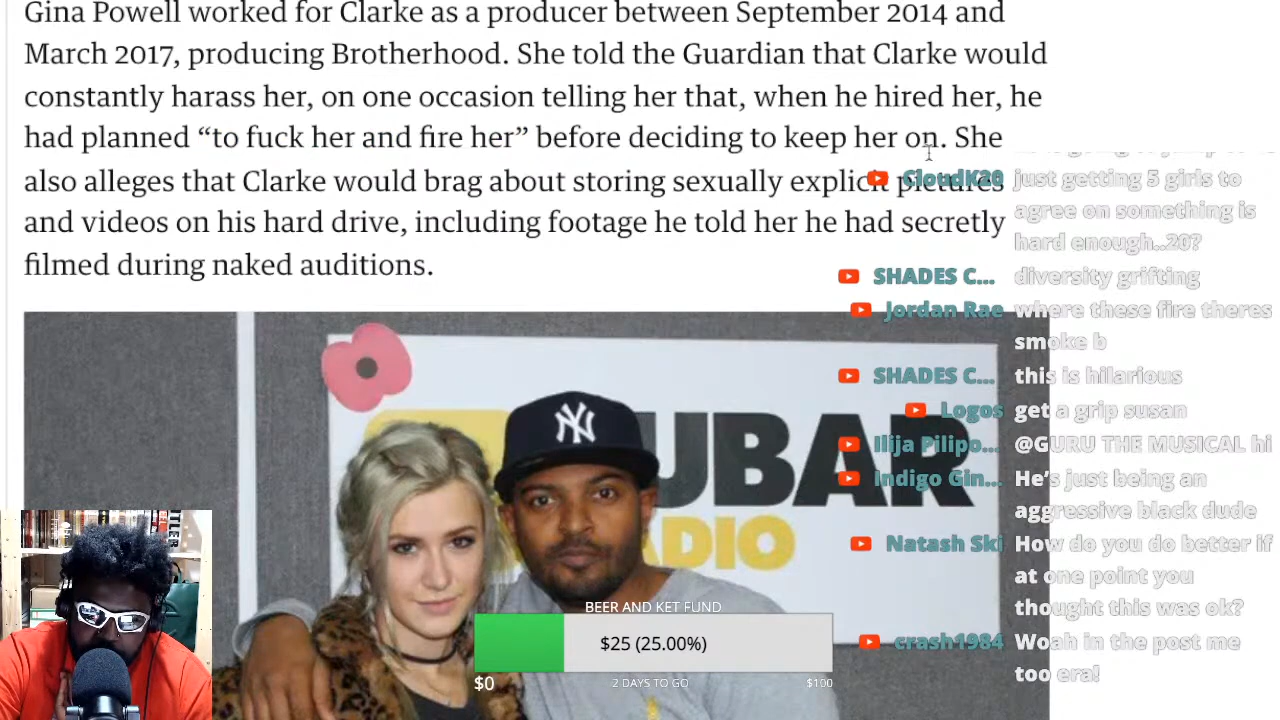 Gina Powell worked for Clarke as a producer between September 2014 and
March 2017, producing Brotherhood. She told the Guardian that Clarke would
constantly harass her, on one occasion telling her that, when he hired her, he
had planned “to fuck her and fire her” before deciding to keep her on. She
also alleges that Clarke would brag about storing sexually explicit pictures
and videos on his hard drive, including footage he told her he had secretly
filmed during naked auditions.
CloudK20 just getting 5 girls to
agree on something is
hard enough..20?
SHADES C... diversity grifting
Jordan Rae where these fire theres
smoke b
SHADES C... this is hilarious
Logos get a grip susan
Ilija Pilipo... @GURU THE MUSICAL hi
Indigo Gin... He's just being an
aggressive black dude
Natash Ski How do you do better if
at one point you
thought this was ok?
crash1984 Woah in the post me
too era!
NY
UBAR
ADIO
BEER AND KET FUND
$25 (25.00%)
$0 2 DAYS TO GO $100